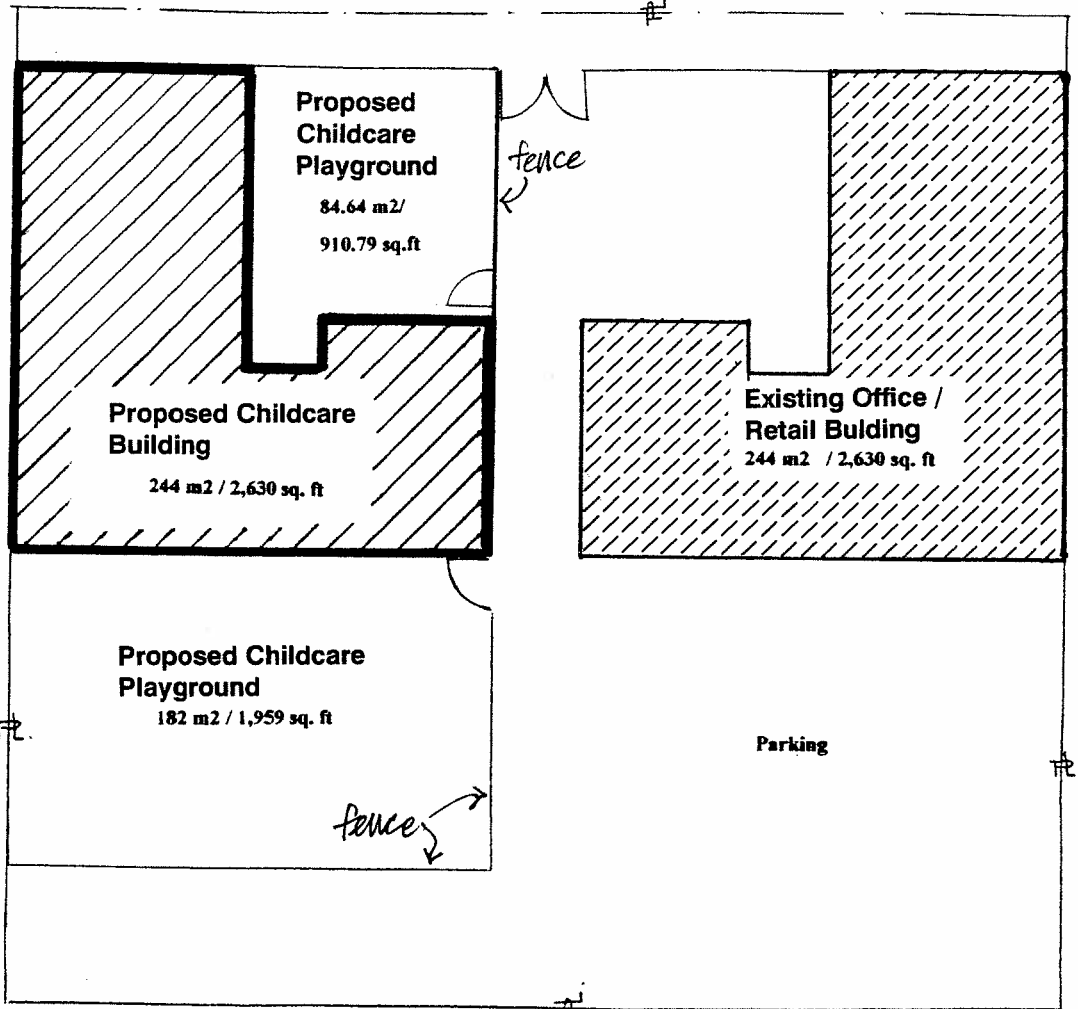 Proposed
Childcare
Playground
84.64 m2/
910.79 sq.ft
fence
Proposed Childcare
Building
244 m2 / 2,630 sq. ft
Existing Office /
Retail Bulding
244 m2 / 2,630 sq. ft
Proposed Childcare
Playground
182 m2 / 1,959 sq. ft
Parking
fence